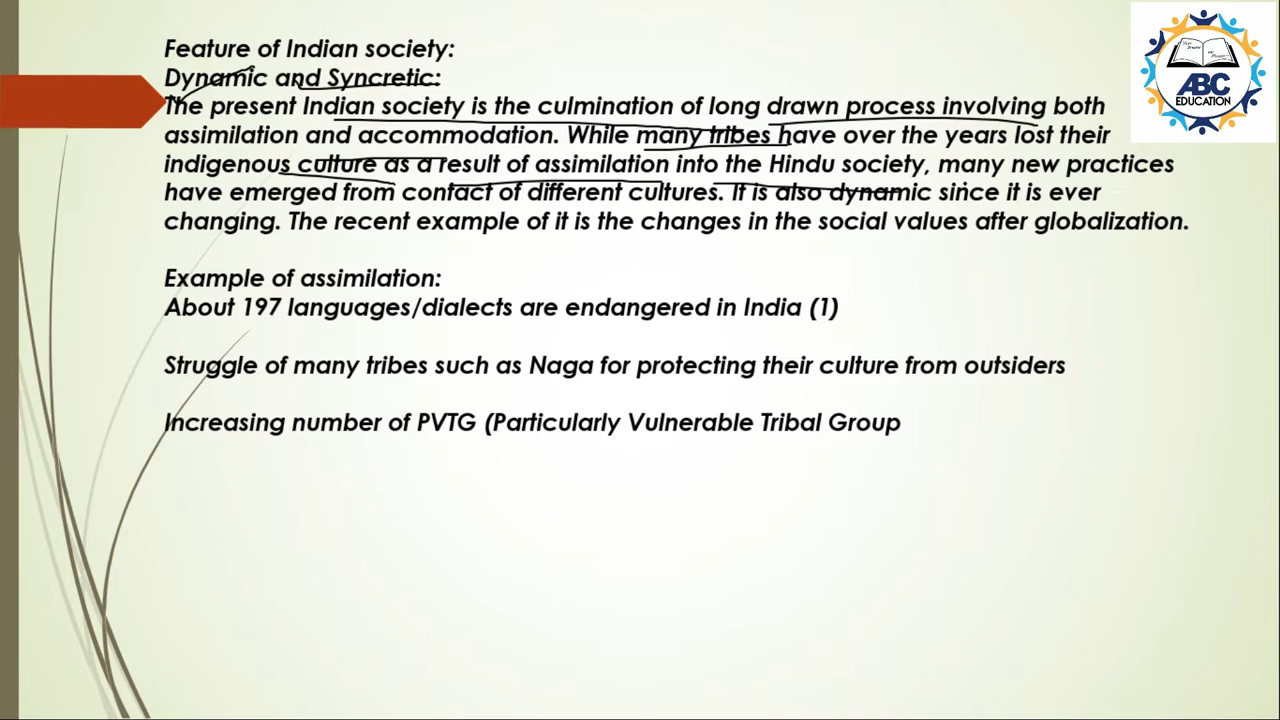 Feature of Indian society:
Dynamic and Syncretic:
The present Indian society is the culmination of long drawn process involving both
assimilation and accommodation. While many tribes have over the years lost their
indigenous culture as a result of assimilation into the Hindu society, many new practices
have emerged from contact of different cultures. It is also dynamic since it is ever
changing. The recent example of it is the changes in the social values after globalization.
Example of assimilation:
About 197 languages/dialects are endangered in India (1)
Struggle of many tribes such as Naga for protecting their culture from outsiders
Increasing number of PVTG (Particularly Vulnerable Tribal Group
ABC
EDUCATION